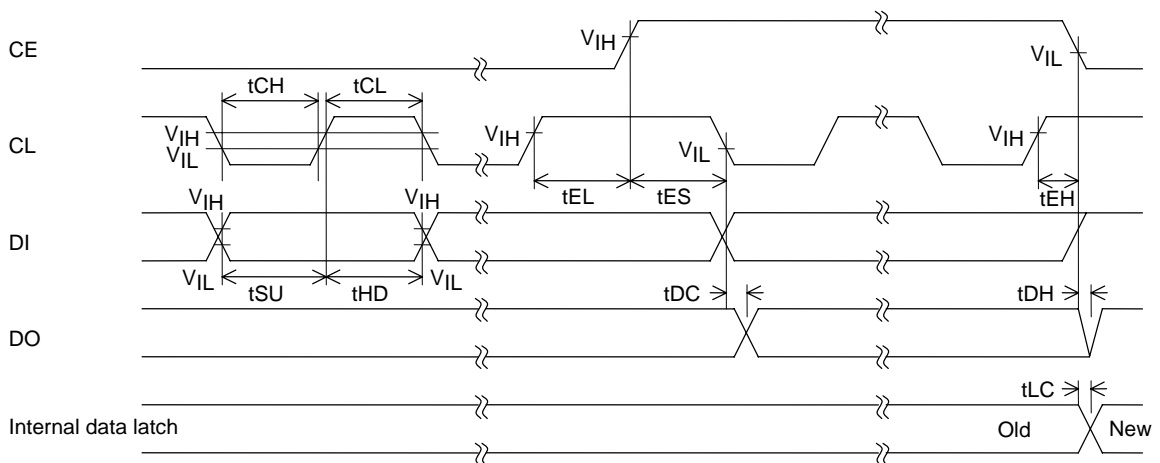 CE
VIH
VIL
tCH
tCL
CL
VIH
VIL
VIH
VIL
VIH
tEL
tES
tEH
DI
VIH
VIH
VIL
VIL
tSU
tHD
tDC
tDH
DO
tLC
Internal data latch
Old
New